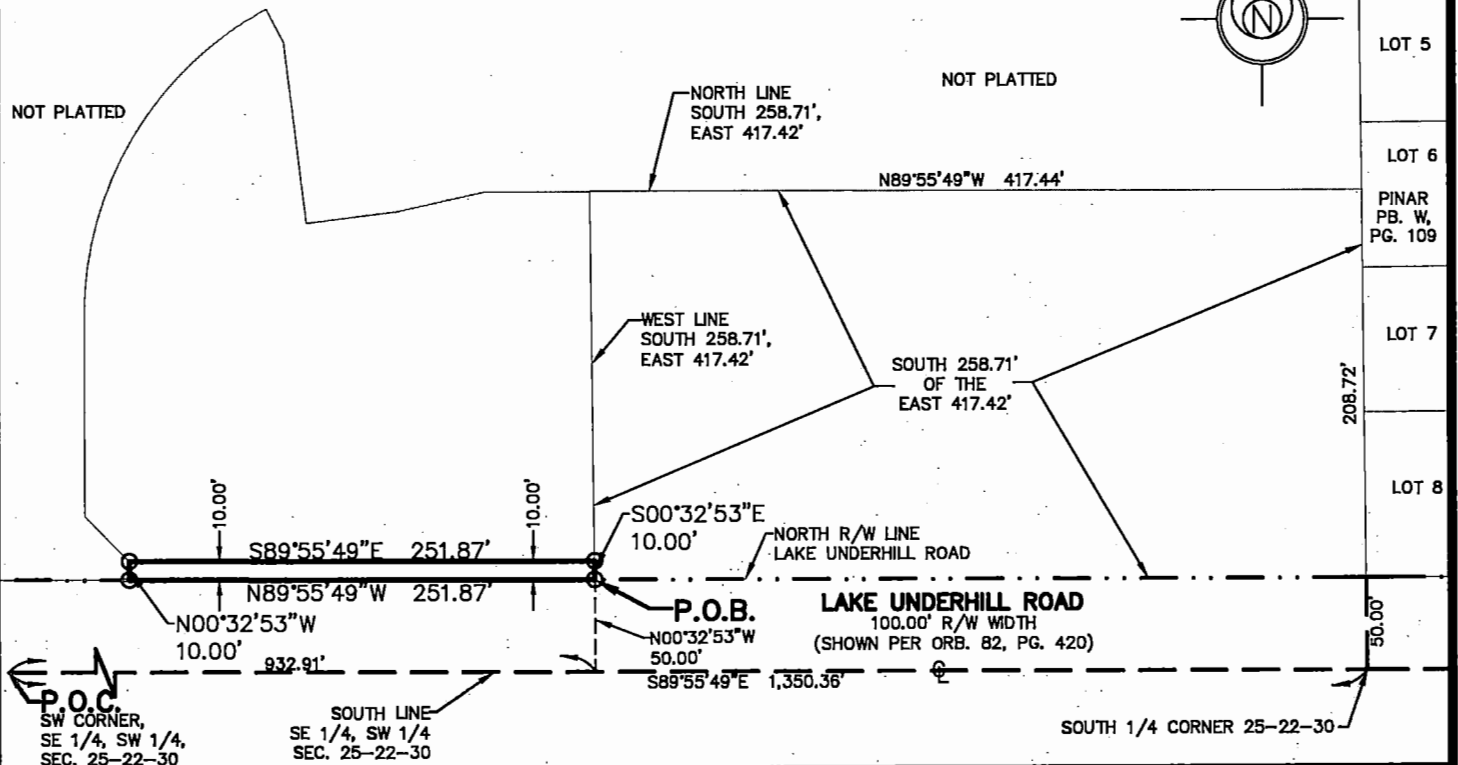 N
LOT 5
NOT PLATTED
NOT PLATTED
NORTH LINE
SOUTH 258.71',
EAST 417.42'
LOT 6
N89°55'49"W 417.44'
PINAR
PB. W,
PG. 109
WEST LINE
SOUTH 258.71',
EAST 417.42'
LOT 7
SOUTH 258.71'
OF THE
EAST 417.42'
208.72'
LOT 8
10.00'
10.00'
S00°32'53"E
10.00'
S89°55'49"E 251.87'
NORTH R/W LINE
LAKE UNDERHILL ROAD
N89°55'49"W 251.87'
P.O.B.
LAKE UNDERHILL ROAD
100.00' R/W WIDTH
(SHOWN PER ORB. 82, PG. 420)
N00°32'53"W
10.00'
N00°32'53"W
50.00'
50.00'
932.91'
S89°55'49"E 1,350.36'
℄
P.O.C.
SW CORNER,
SE 1/4, SW 1/4,
SEC. 25-22-30
SOUTH LINE
SE 1/4, SW 1/4
SEC. 25-22-30
SOUTH 1/4 CORNER 25-22-30